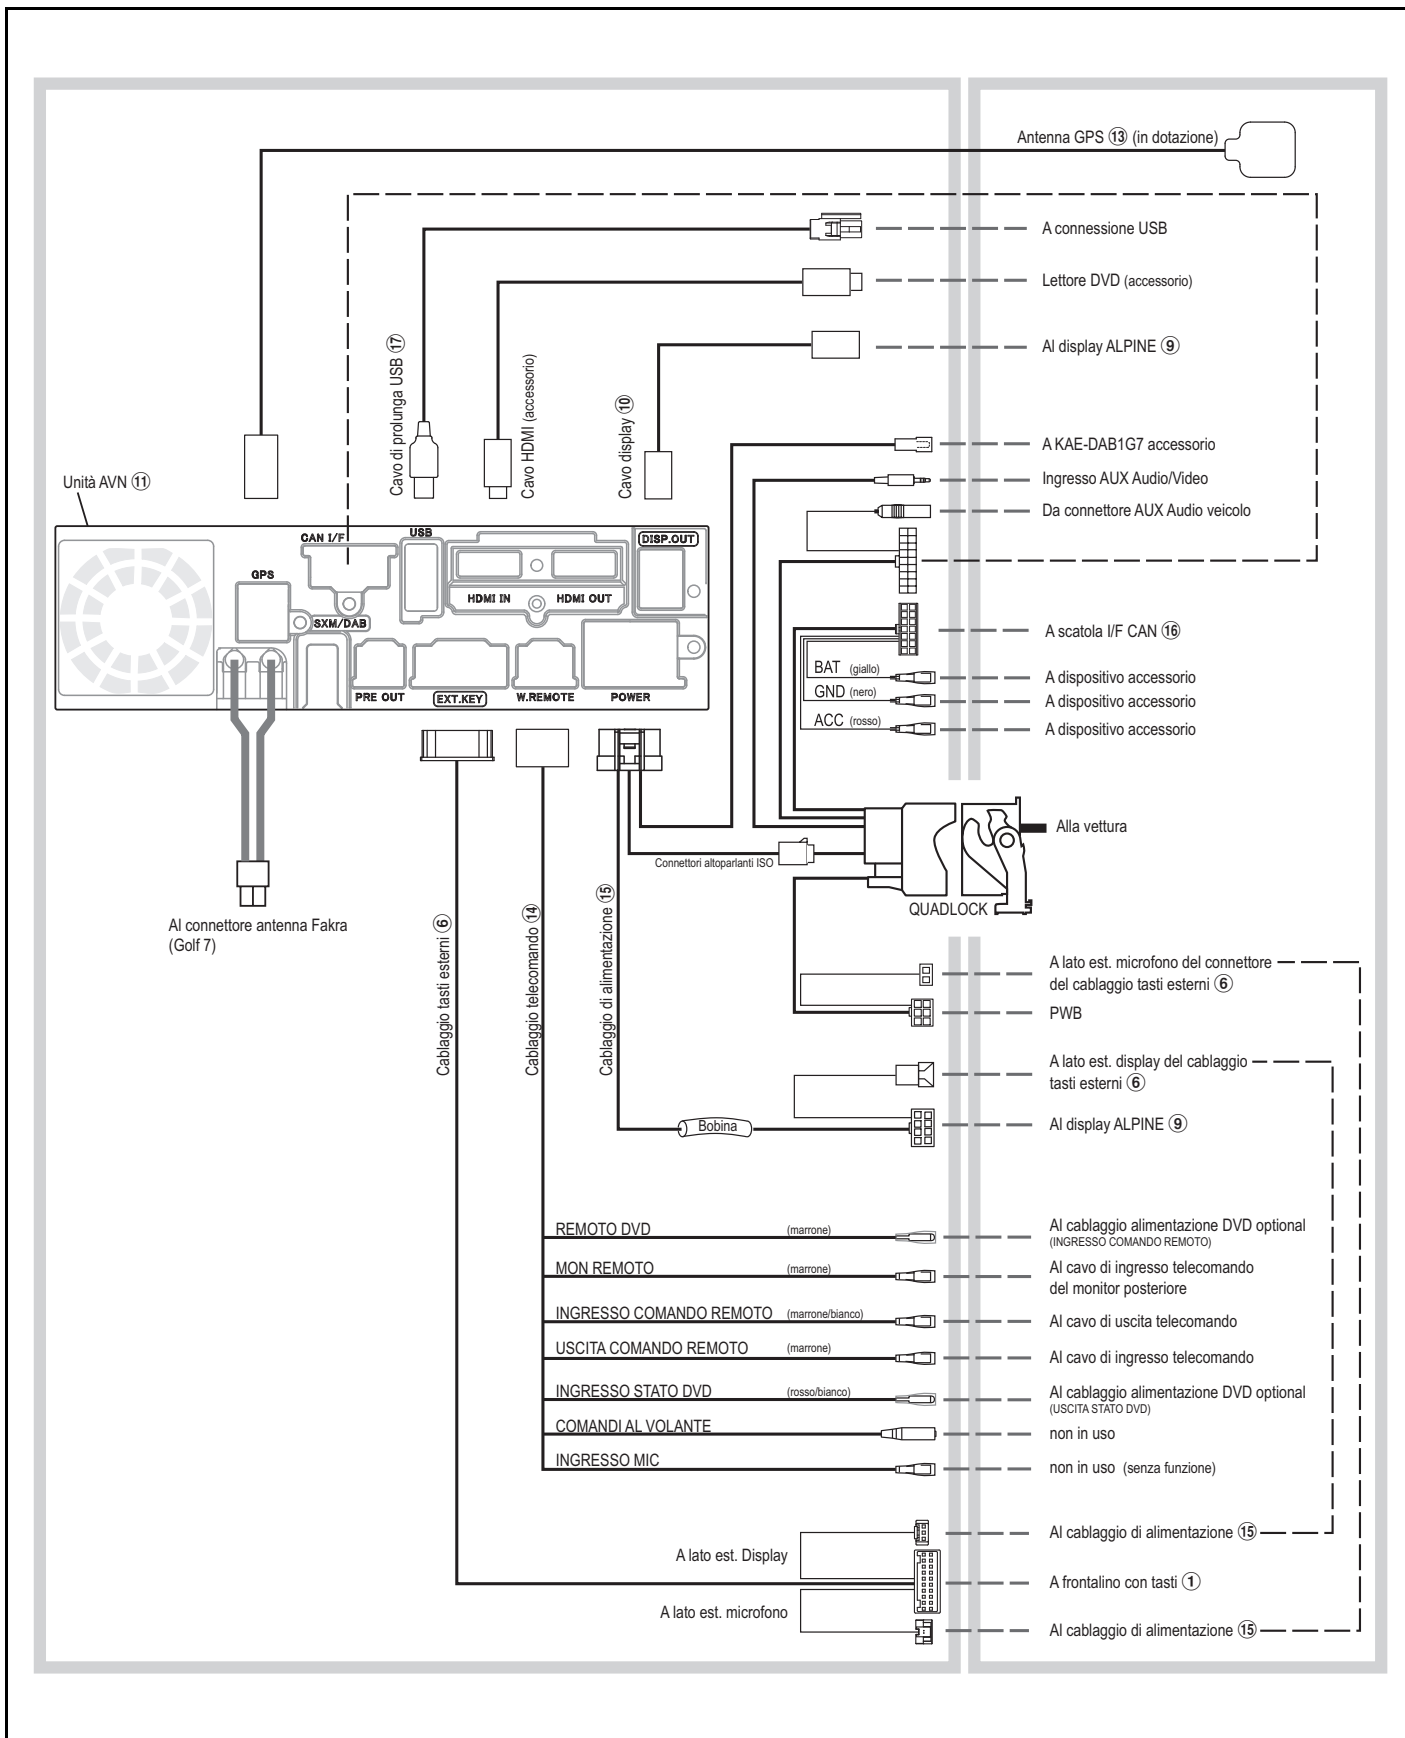 Antenna GPS ⑬ (in dotazione)
A connessione USB
Lettore DVD (accessorio)
Al display ALPINE ⑨
Cavo di prolunga USB ⑰
Cavo HDMI (accessorio)
Cavo display ⑩
A KAE-DAB1G7 accessorio
Ingresso AUX Audio/Video
Da connettore AUX Audio veicolo
Unità AVN ⑪
CAN I/F
USB
DISP.OUT
GPS
HDMI IN
HDMI OUT
SXM/DAB
PRE OUT
EXT.KEY
W.REMOTE
POWER
A scatola I/F CAN ⑯
BAT (giallo)
A dispositivo accessorio
GND (nero)
A dispositivo accessorio
ACC (rosso)
A dispositivo accessorio
Alla vettura
Connettori altoparlanti ISO
QUADLOCK
Al connettore antenna Fakra
(Golf 7)
Cablaggio tasti esterni ⑥
Cablaggio telecomando ⑭
Cablaggio di alimentazione ⑮
A lato est. microfono del connettore
del cablaggio tasti esterni ⑥
PWB
A lato est. display del cablaggio
tasti esterni ⑥
Bobina
Al display ALPINE ⑨
REMOTO DVD (marrone)
Al cablaggio alimentazione DVD optional
(INGRESSO COMANDO REMOTO)
MON REMOTO (marrone)
Al cavo di ingresso telecomando
del monitor posteriore
INGRESSO COMANDO REMOTO (marrone/bianco)
Al cavo di uscita telecomando
USCITA COMANDO REMOTO (marrone)
Al cavo di ingresso telecomando
INGRESSO STATO DVD (rosso/bianco)
Al cablaggio alimentazione DVD optional
(USCITA STATO DVD)
COMANDI AL VOLANTE
non in uso
INGRESSO MIC
non in uso (senza funzione)
Al cablaggio di alimentazione ⑮
A lato est. Display
A frontalino con tasti ①
A lato est. microfono
Al cablaggio di alimentazione ⑮